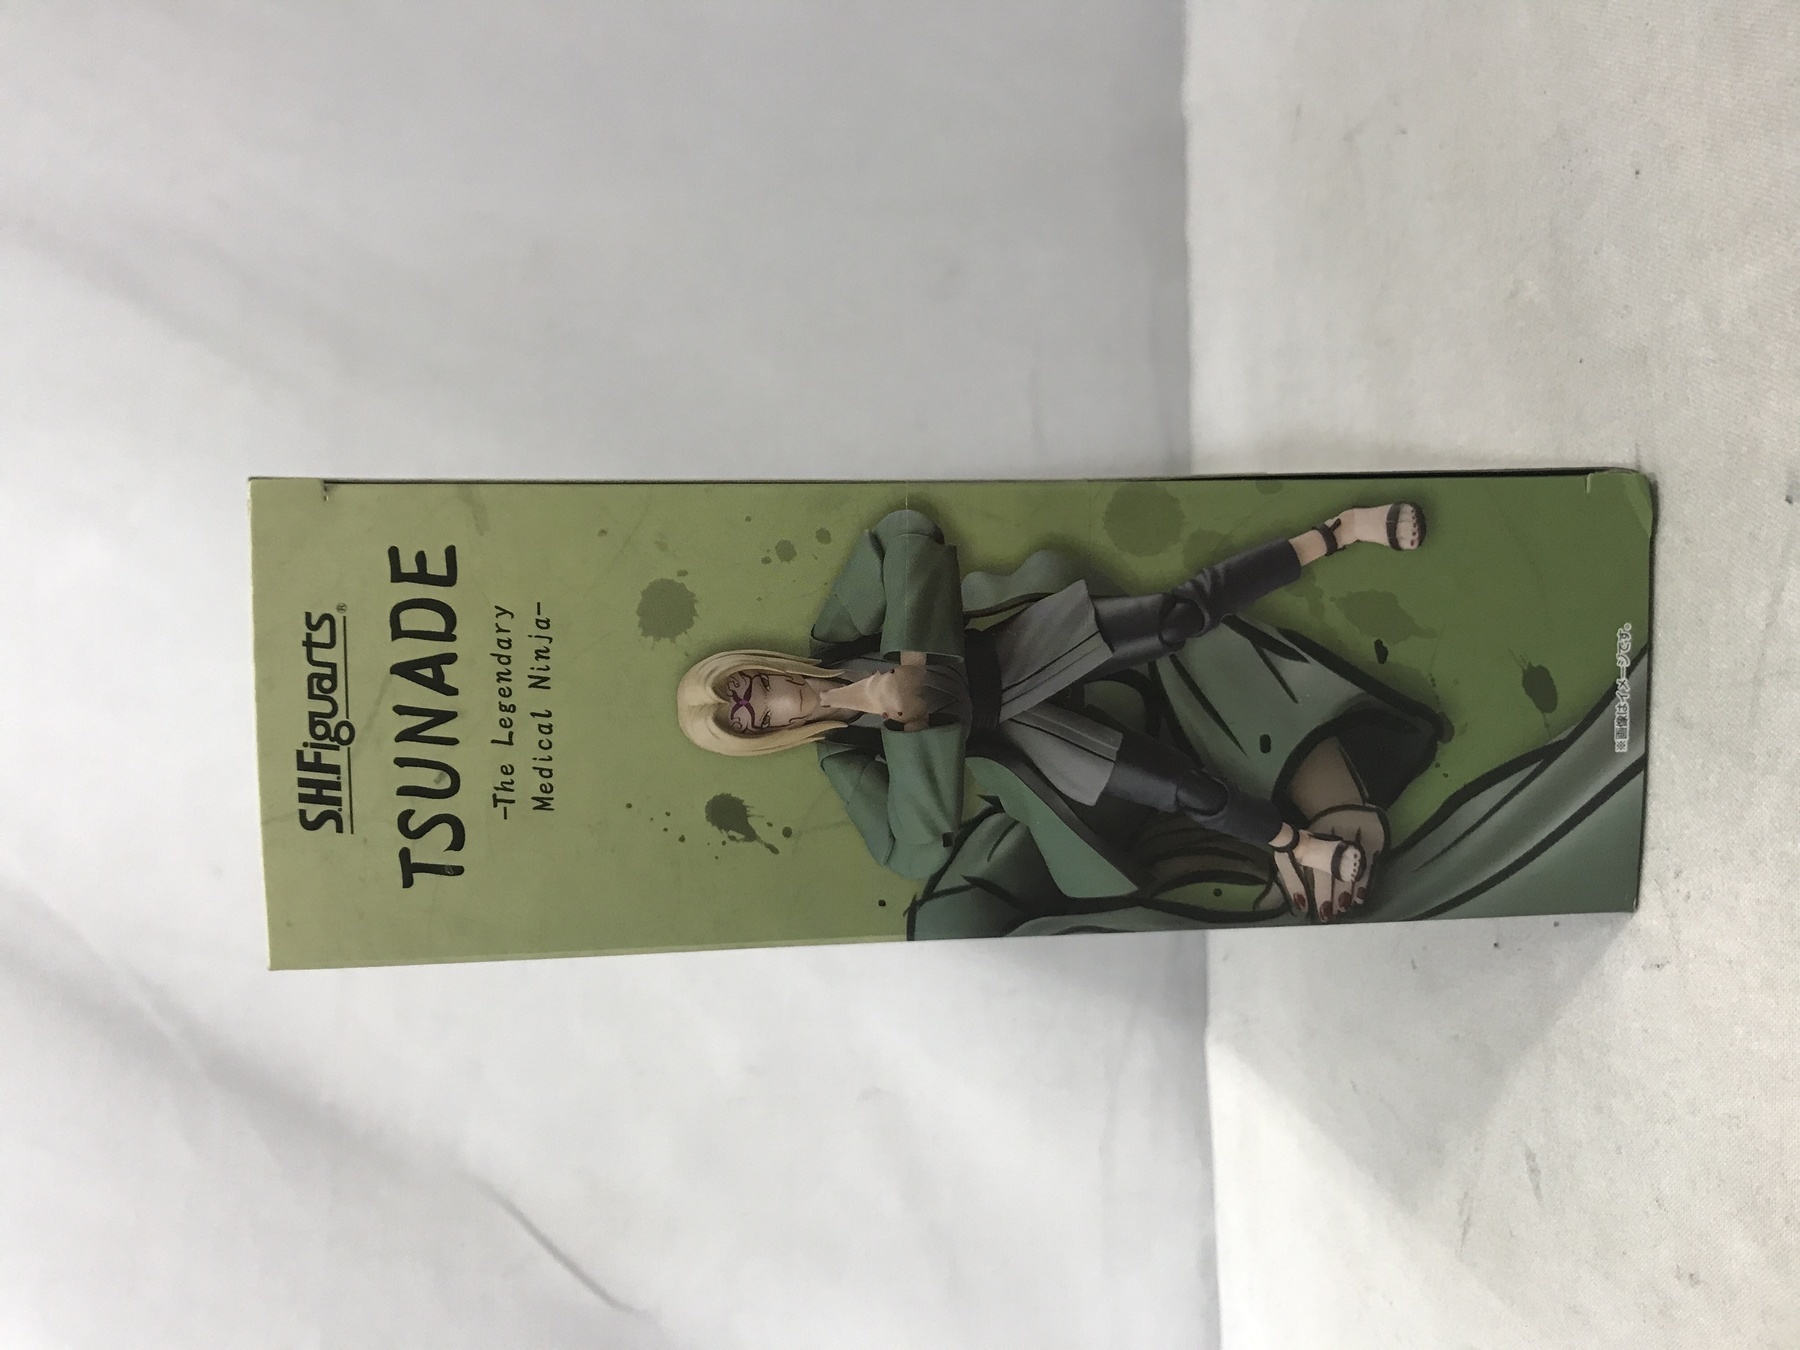 S.H.Figuarts®
TSUNADE
-The Legendary
Medical Ninja-
※画像はイメージです。